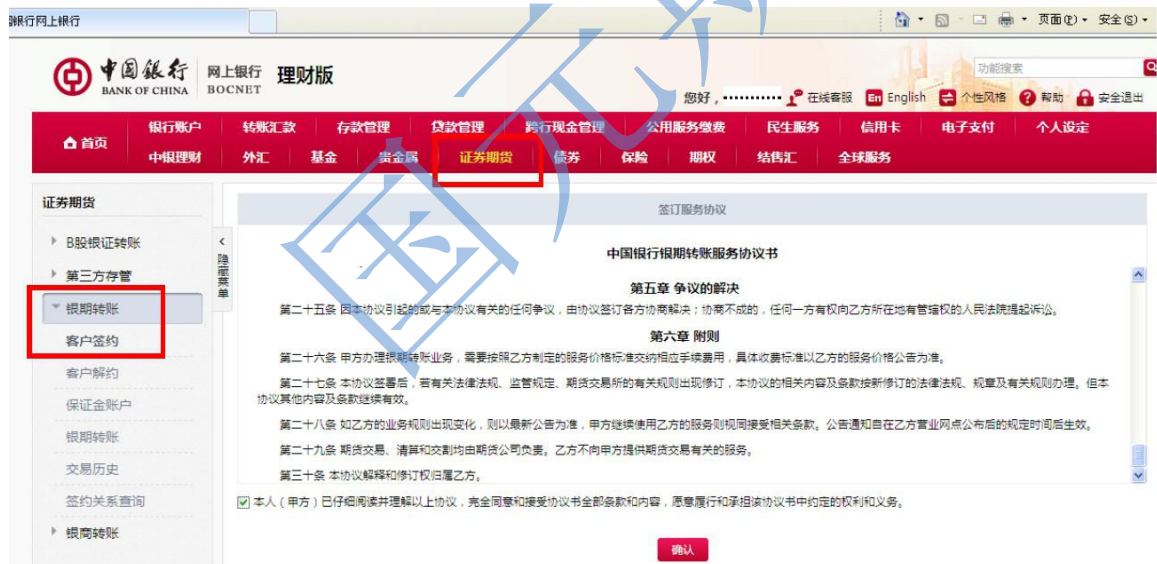 银行网上银行
页面(P)
安全(S)
中国银行
BANK OF CHINA
网上银行
BOCNET
理财版
功能搜索
您好，···········
在线客服
En English
个性风格
帮助
安全退出
首页
银行账户
转账汇款
存款管理
贷款管理
跨行现金管理
公用服务缴费
民生服务
信用卡
电子支付
个人设定
中银理财
外汇
基金
贵金属
证券期货
债券
保险
期权
结售汇
全球服务
证券期货
B股银证转账
第三方存管
银期转账
客户签约
客户解约
保证金账户
银期转账
交易历史
签约关系查询
银商转账
隐藏菜单
签订服务协议
中国银行银期转账服务协议书
第五章 争议的解决
第二十五条 因本协议引起的或与本协议有关的任何争议，由协议签订各方协商解决；协商不成的，任何一方有权向乙方所在地有管辖权的人民法院提起诉讼。
第六章 附则
第二十六条 甲方办理银期转账业务，需要按照乙方制定的服务价格标准交纳相应手续费用，具体收费标准以乙方的服务价格公告为准。
第二十七条 本协议签署后，若有关法律法规、监管规定、期货交易所的有关规则出现修订，本协议的相关内容及条款按新修订的法律法规、规章及有关规则办理。但本
协议其他内容及条款继续有效。
第二十八条 如乙方的业务规则出现变化，则以最新公告为准，甲方继续使用乙方的服务则视同接受相关条款。公告通知自在乙方营业网点公布后的规定时间后生效。
第二十九条 期货交易、清算和交割均由期货公司负责。乙方不向甲方提供期货交易有关的服务。
第三十条 本协议解释和修订权归属乙方。
本人（甲方）已仔细阅读并理解以上协议，完全同意和接受协议书全部条款和内容，愿意履行和承担该协议书中约定的权利和义务。
确认